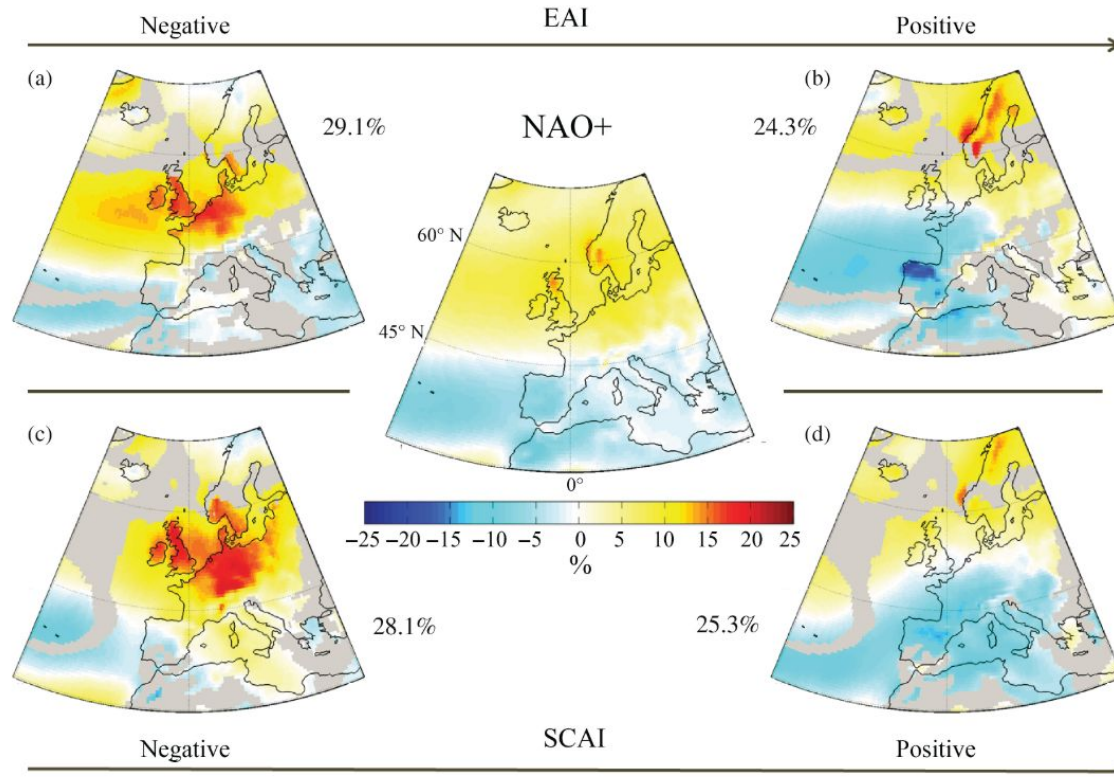 EAI
Negative
Positive
(a)
29.1%
NAO+
24.3%
(b)
60° N
45° N
0°
(c)
(d)
−25 −20 −15 −10 −5 0 5 10 15 20 25
%
28.1%
25.3%
Negative
SCAI
Positive